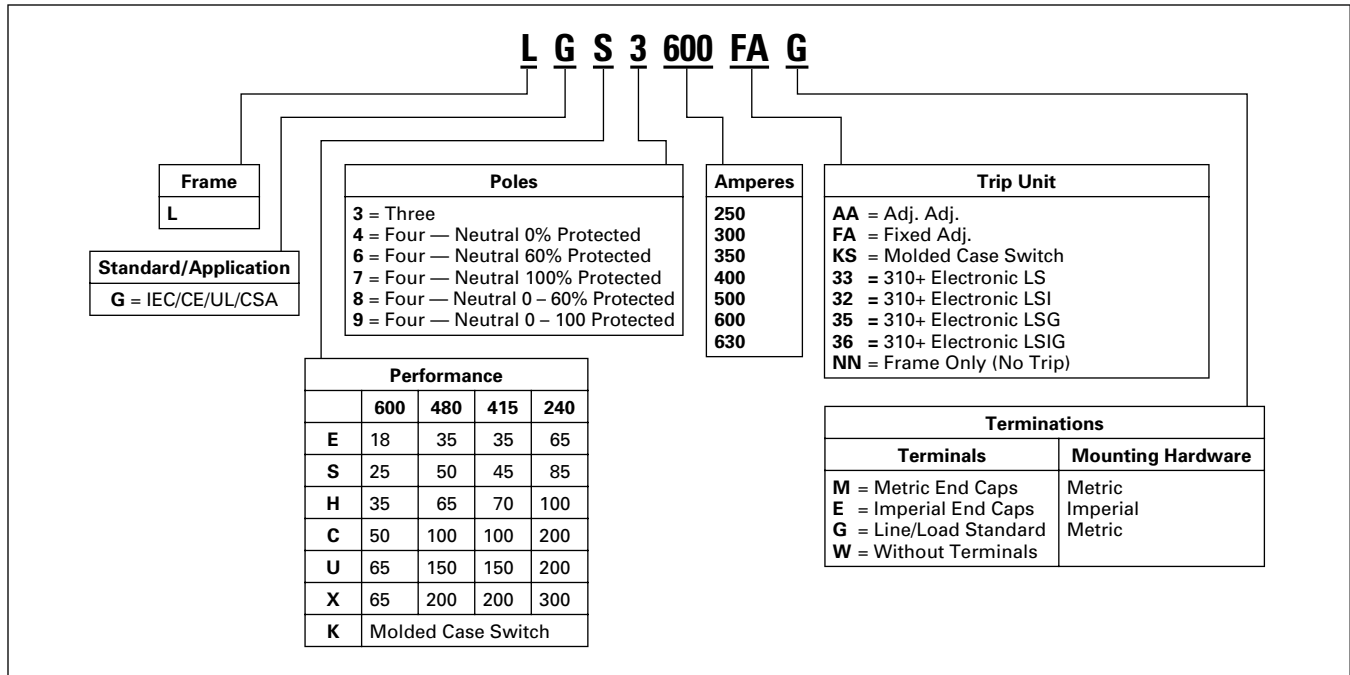 L G S 3 600 FA G
Frame
L
Standard/Application
G = IEC/CE/UL/CSA
Poles
3 = Three
4 = Four — Neutral 0% Protected
6 = Four — Neutral 60% Protected
7 = Four — Neutral 100% Protected
8 = Four — Neutral 0 – 60% Protected
9 = Four — Neutral 0 – 100 Protected
Amperes
250
300
350
400
500
600
630
Trip Unit
AA = Adj. Adj.
FA = Fixed Adj.
KS = Molded Case Switch
33 = 310+ Electronic LS
32 = 310+ Electronic LSI
35 = 310+ Electronic LSG
36 = 310+ Electronic LSIG
NN = Frame Only (No Trip)
Performance
600 480 415 240
E 18 35 35 65
S 25 50 45 85
H 35 65 70 100
C 50 100 100 200
U 65 150 150 200
X 65 200 200 300
K Molded Case Switch
Terminations
Terminals Mounting Hardware
M = Metric End Caps Metric
E = Imperial End Caps Imperial
G = Line/Load Standard Metric
W = Without Terminals